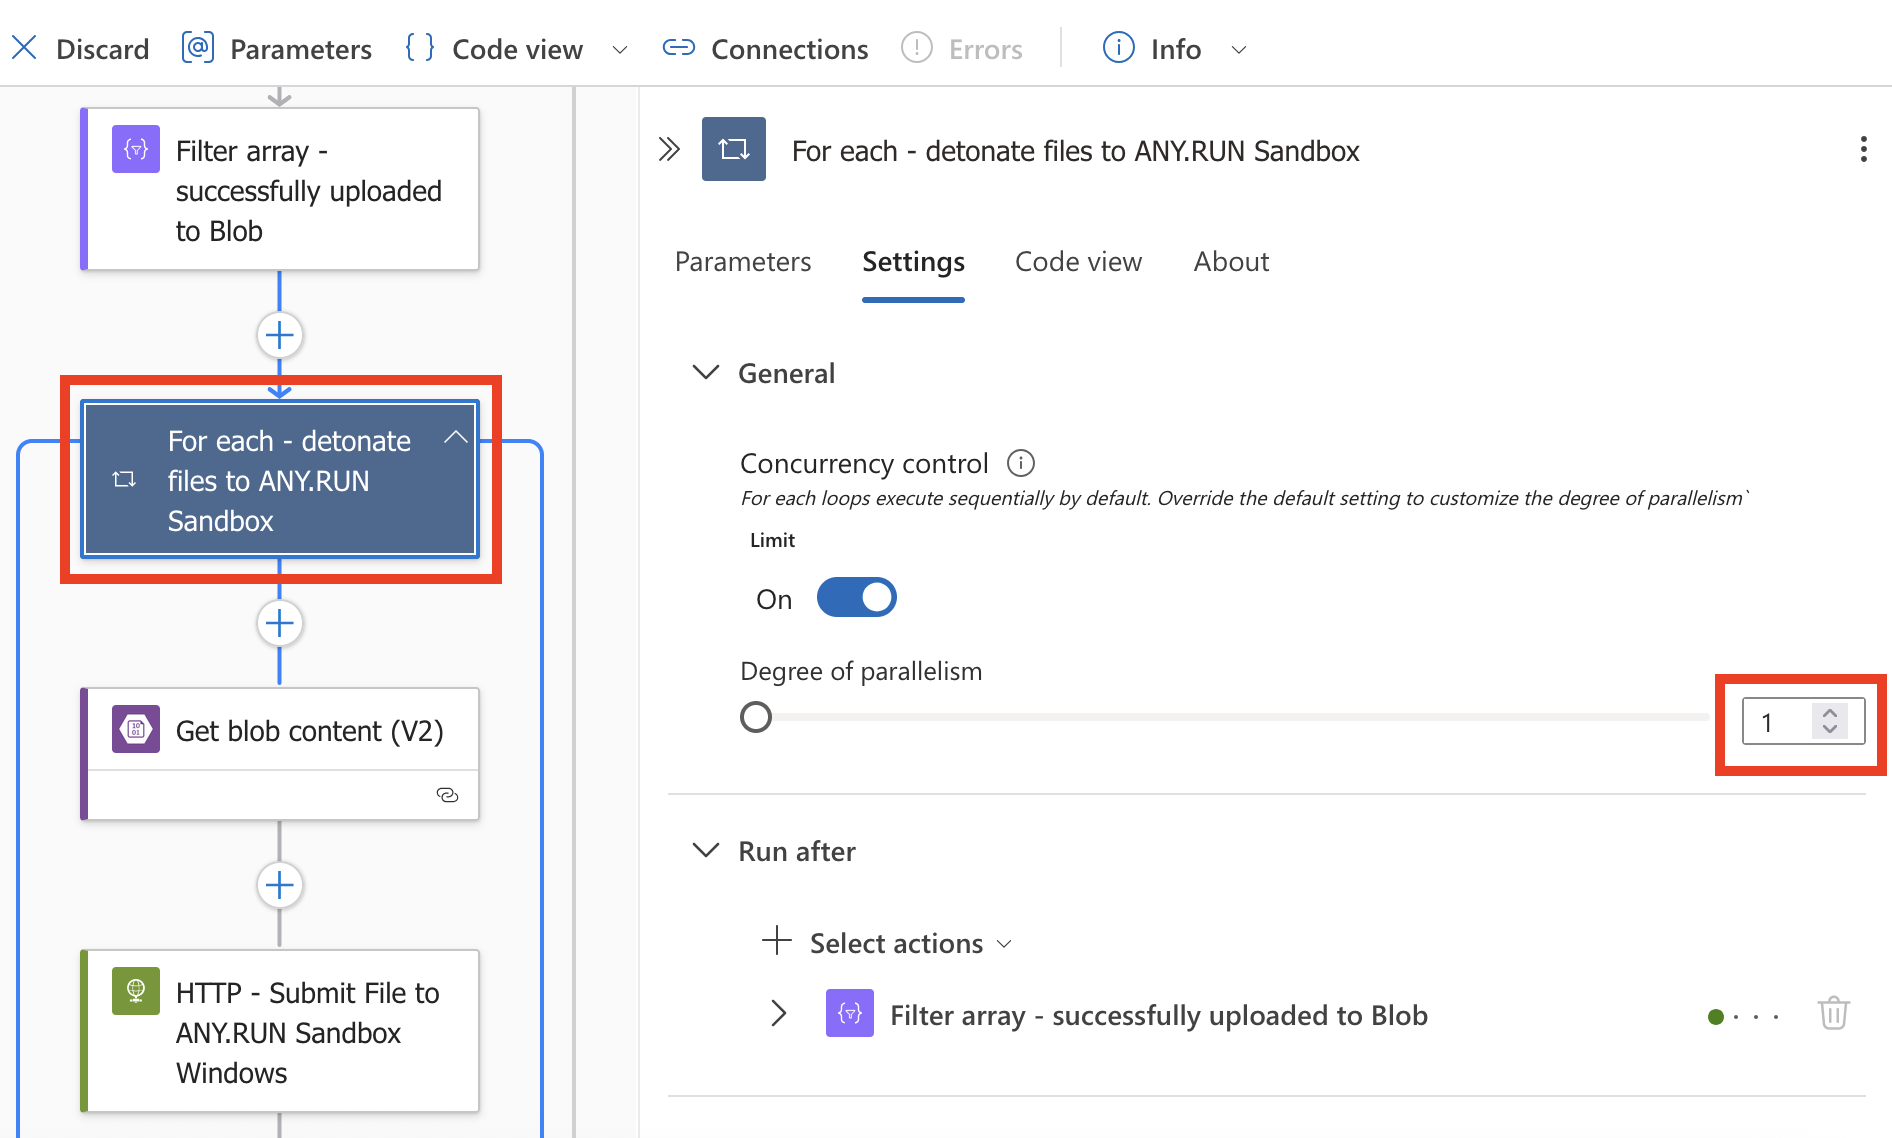 Discard Parameters Code view Connections Errors Info
Filter array -
successfully uploaded
to Blob
For each - detonate
files to ANY.RUN
Sandbox
Get blob content (V2)
HTTP - Submit File to
ANY.RUN Sandbox
Windows
For each - detonate files to ANY.RUN Sandbox
Parameters Settings Code view About
General
Concurrency control
For each loops execute sequentially by default. Override the default setting to customize the degree of parallelism`
Limit
On
Degree of parallelism
1
Run after
Select actions
Filter array - successfully uploaded to Blob